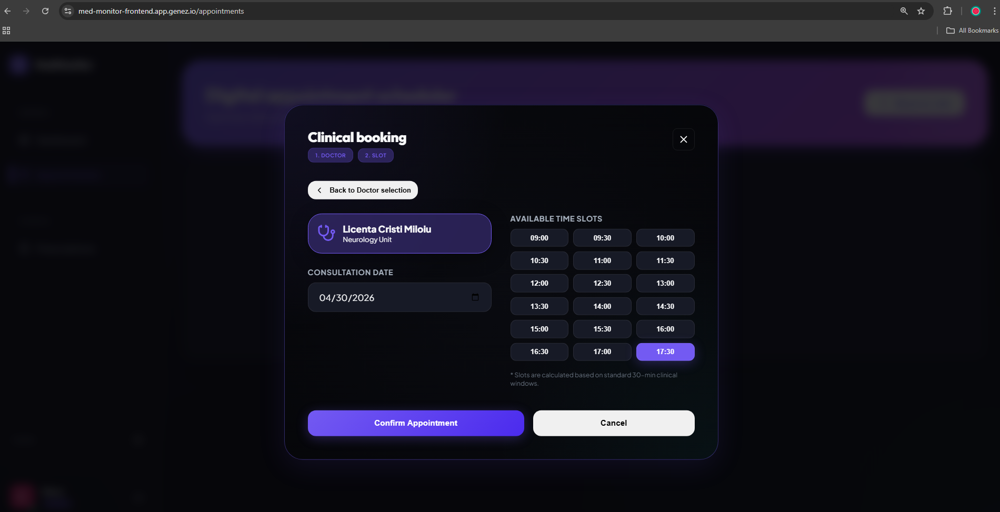 med-monitor-frontend.app.genez.io/appointments
All Bookmarks
Clinical booking
1. DOCTOR
2. SLOT
Back to Doctor selection
Licenta Cristi Miloiu
Neurology Unit
CONSULTATION DATE
04/30/2026
AVAILABLE TIME SLOTS
09:00 09:30 10:00
10:30 11:00 11:30
12:00 12:30 13:00
13:30 14:00 14:30
15:00 15:30 16:00
16:30 17:00 17:30
* Slots are calculated based on standard 30-min clinical
windows.
Confirm Appointment
Cancel